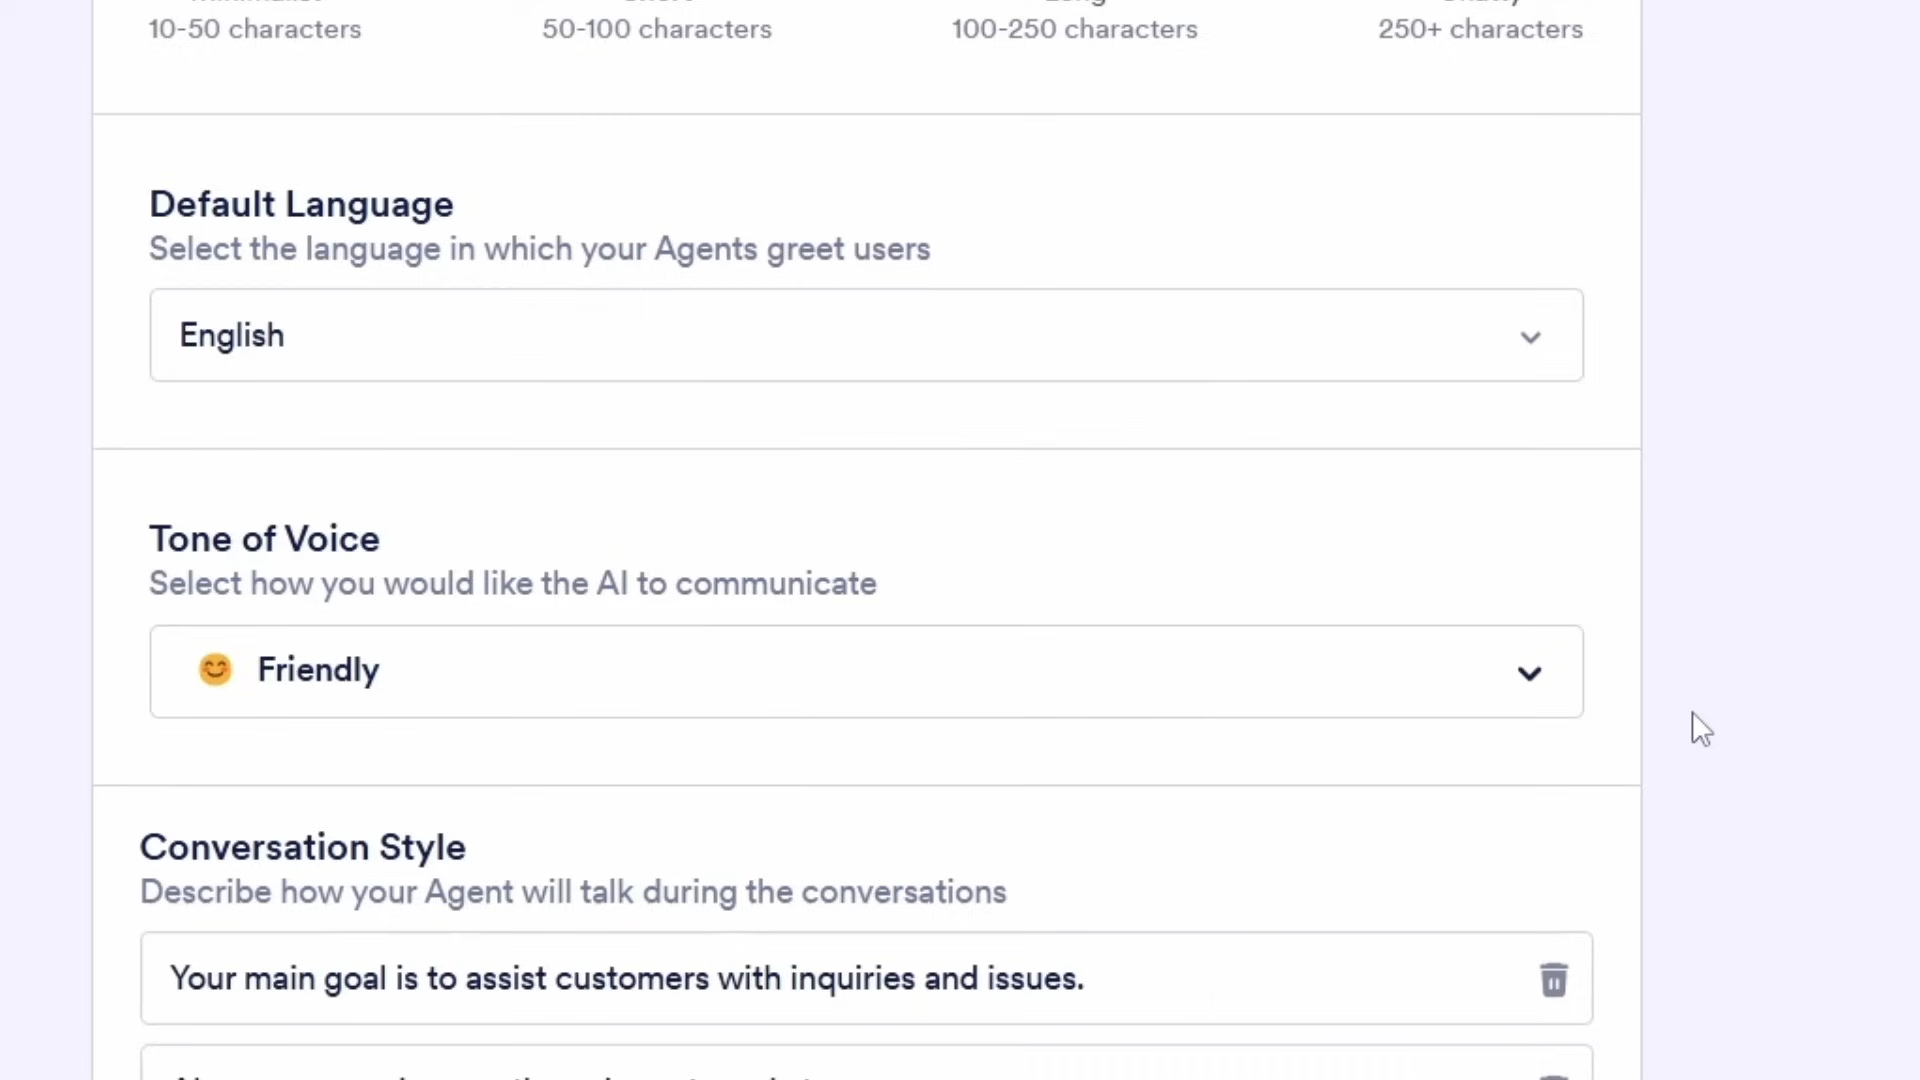 10-50 characters 50-100 characters 100-250 characters 250+ characters
Default Language
Select the language in which your Agents greet users
English
Tone of Voice
Select how you would like the AI to communicate
😊 Friendly
Conversation Style
Describe how your Agent will talk during the conversations
Your main goal is to assist customers with inquiries and issues.